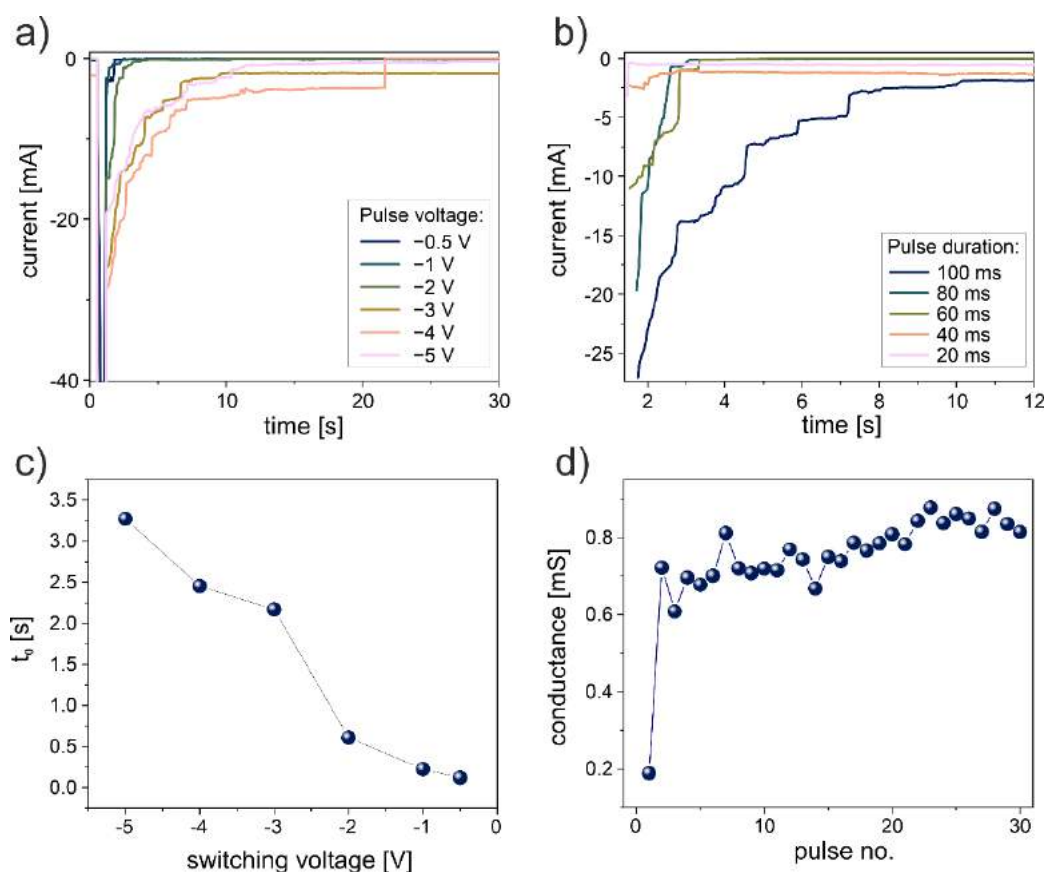 a)
0
-20
-40
current [mA]
Pulse voltage:
−0.5 V
−1 V
−2 V
−3 V
−4 V
−5 V
0 10 20 30
time [s]
b)
0
-5
-10
-15
-20
-25
current [mA]
Pulse duration:
100 ms
80 ms
60 ms
40 ms
20 ms
2 4 6 8 10 12
time [s]
c)
3.5
3.0
2.5
2.0
1.5
1.0
0.5
0.0
t₀ [s]
-5 -4 -3 -2 -1 0
switching voltage [V]
d)
0.8
0.6
0.4
0.2
conductance [mS]
0 10 20 30
pulse no.